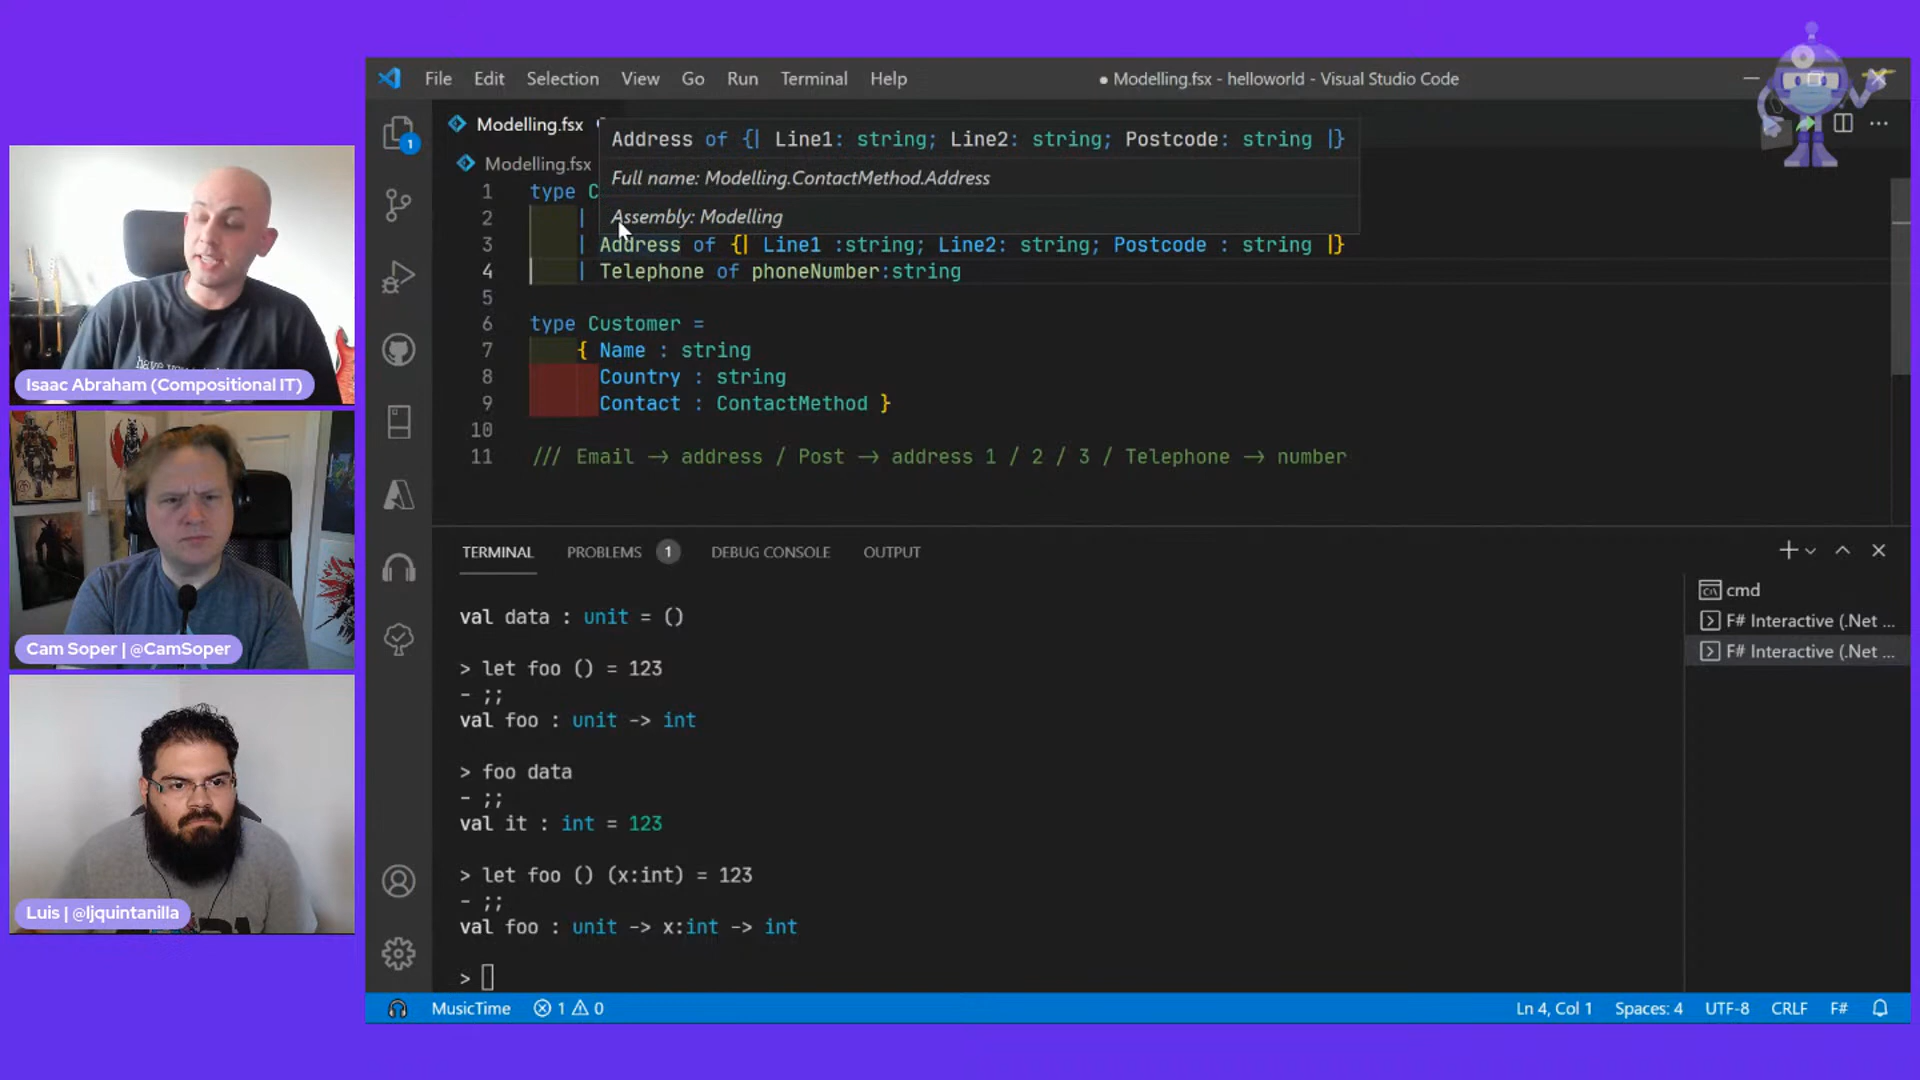 File Edit Selection View Go Run Terminal Help
● Modelling.fsx - helloworld - Visual Studio Code
Modelling.fsx
Modelling.fsx
Address of {| Line1: string; Line2: string; Postcode: string |}
Full name: Modelling.ContactMethod.Address
Assembly: Modelling
1 type C
2 |
3 | Address of {| Line1 :string; Line2: string; Postcode : string |}
4 | Telephone of phoneNumber:string
5
6 type Customer =
7 { Name : string
8 Country : string
9 Contact : ContactMethod }
10
11 /// Email -> address / Post -> address 1 / 2 / 3 / Telephone -> number
1
TERMINAL PROBLEMS 1 DEBUG CONSOLE OUTPUT
val data : unit = ()
> let foo () = 123
- ;;
val foo : unit -> int
> foo data
- ;;
val it : int = 123
> let foo () (x:int) = 123
- ;;
val foo : unit -> x:int -> int
>
cmd
F# Interactive (.Net ...
F# Interactive (.Net ...
MusicTime 1 0
Ln 4, Col 1 Spaces: 4 UTF-8 CRLF F#
have you
Isaac Abraham (Compositional IT)
Cam Soper | @CamSoper
Luis | @ljquintanilla